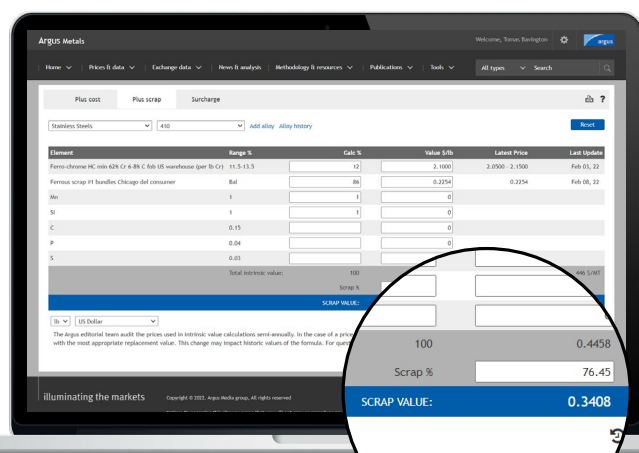 Argus Metals
Welcome, Tomas Bavington
argus
Home Prices & data Exchange data News & analysis Methodology & resources Publications Tools All types Search
Plus cost Plus scrap Surcharge ?
Stainless Steels 410 Add alloy Alloy history Reset
Element Range % Calc % Value $/lb Latest Price Last Update
Ferro-chrome HC min 62% Cr 6-8% C fob US warehouse (per lb Cr) 11.5-13.5 12 2.1000 2.0500 - 2.1500 Feb 03, 22
Ferrous scrap #1 bundles Chicago del consumer Bal 86 0.2254 0.2254 Feb 08, 22
Mn 1 1 0
Si 1 1 0
C 0.15 0
P 0.04 0
S 0.03
Total intrinsic value: 100 446 $/MT
Scrap %
SCRAP VALUE:
lb US Dollar
The Argus editorial team audit the prices used in intrinsic value calculations semi-annually. In the case of a price
with the most appropriate replacement value. This change may impact historic values of the formula. For quest
100 0.4458
Scrap % 76.45
SCRAP VALUE: 0.3408
illuminating the markets Copyright © 2022. Argus Media group. All rights reserved